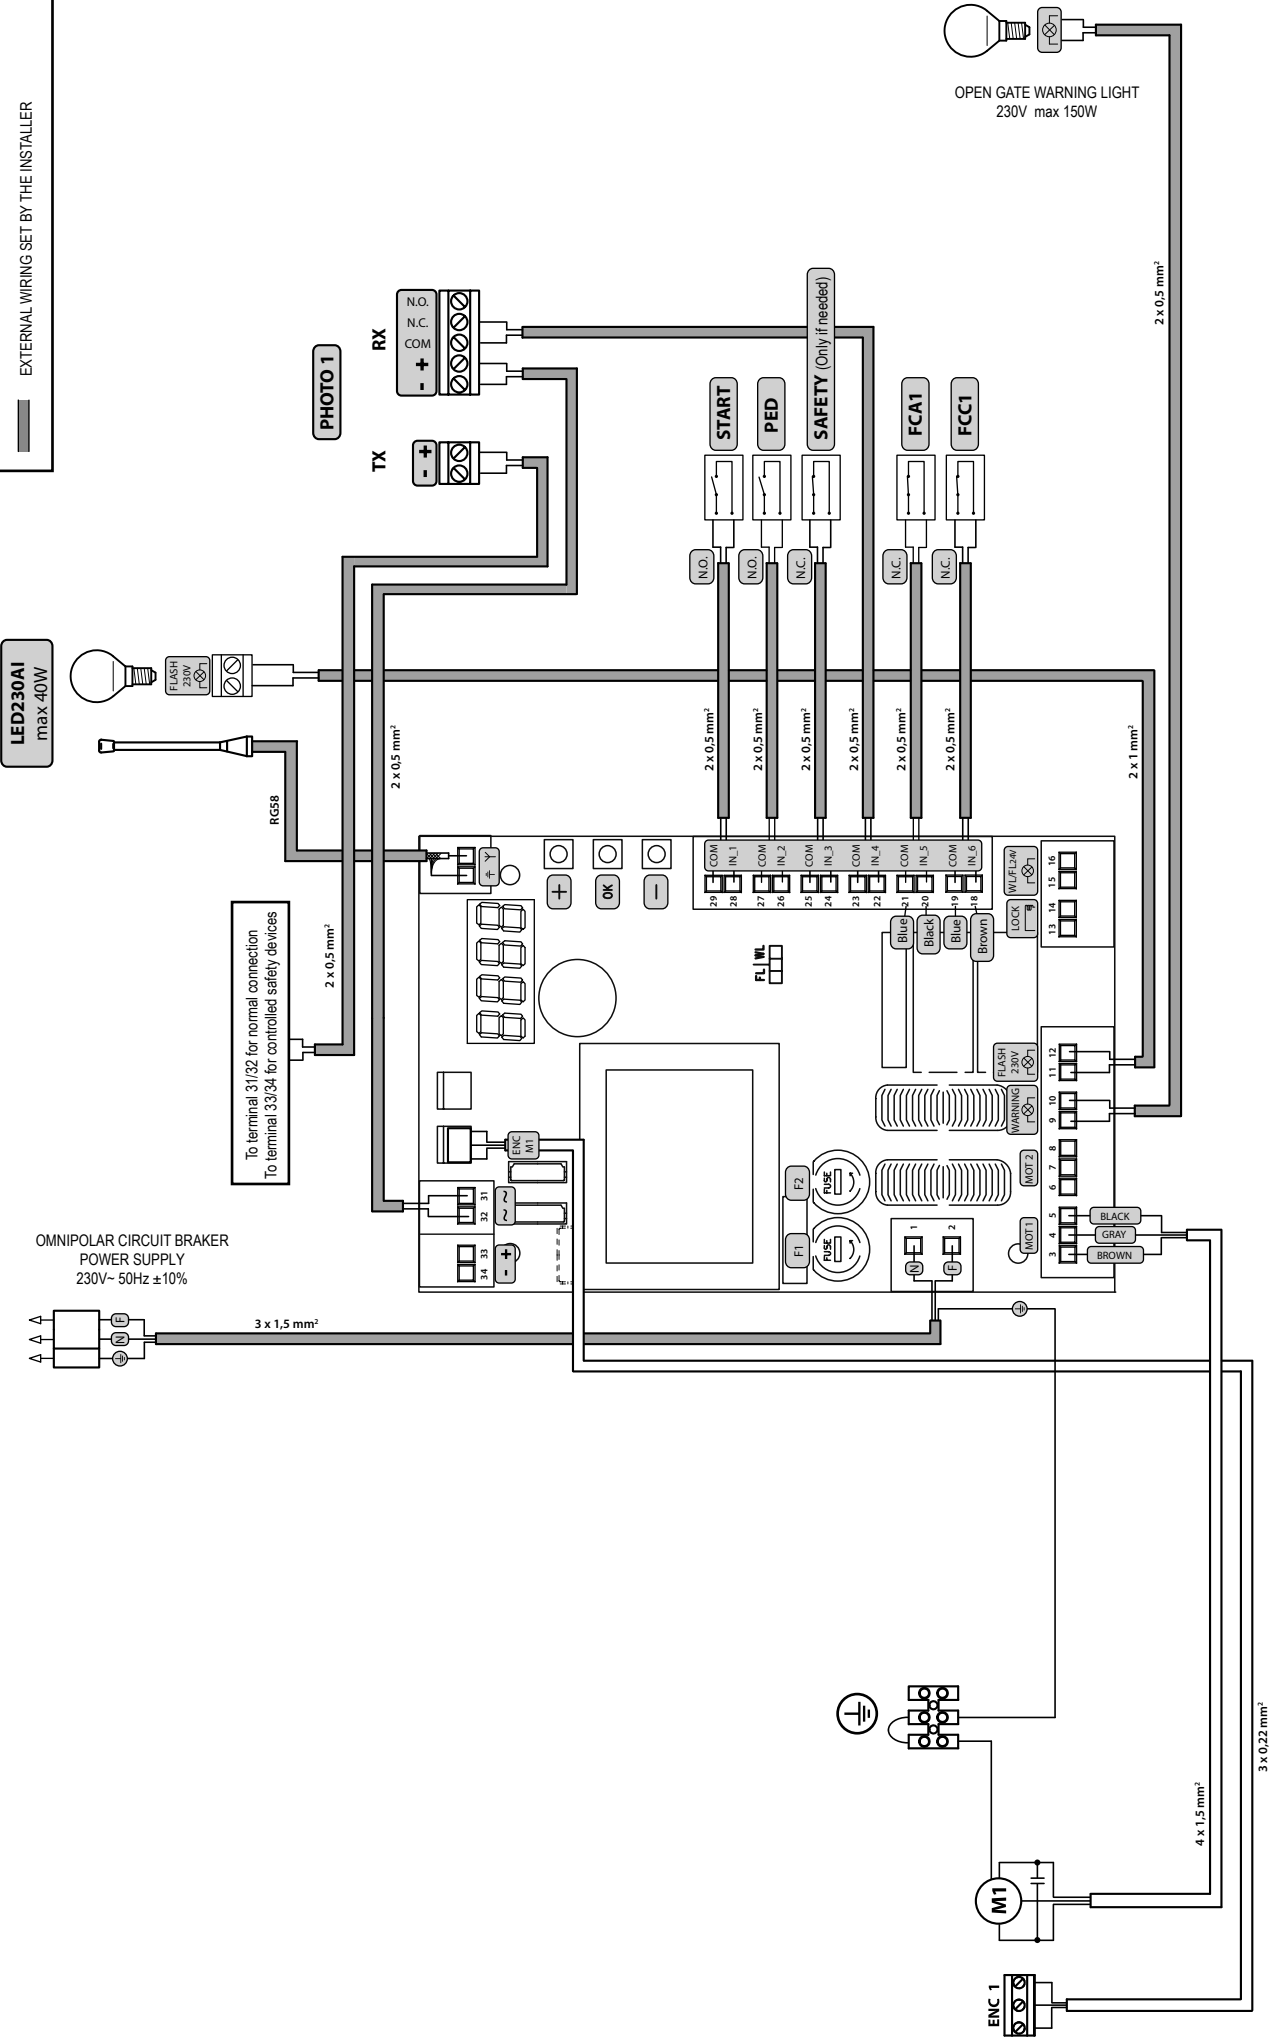 EXTERNAL WIRING SET BY THE INSTALLER
OPEN GATE WARNING LIGHT
230V max 150W
LED230AI
max 40W
FLASH
230V
RG58
PHOTO 1
RX
N.O.
N.C.
COM
- +
TX
- +
2 x 0,5 mm²
2 x 0,5 mm²
2 x 0,5 mm²
To terminal 31/32 for normal connection
To terminal 33/34 for controlled safety devices
START
PED
SAFETY (Only if needed)
FCA1
FCC1
N.O.
N.O.
N.C.
N.C.
N.C.
2 x 0,5 mm²
2 x 0,5 mm²
2 x 0,5 mm²
2 x 0,5 mm²
2 x 0,5 mm²
2 x 0,5 mm²
2 x 1 mm²
OMNIPOLAR CIRCUIT BRAKER
POWER SUPPLY
230V~ 50Hz ±10%
F
N
3 x 1,5 mm²
+
OK
-
COM
IN_1
COM
IN_2
COM
IN_3
COM
IN_4
COM
IN_5
COM
IN_6
29
28
27
26
25
24
23
22
21
20
19
18
Blue
Black
Blue
Brown
FL WL
LOCK
WL/FL24V
16
15
14
13
FLASH
230V
WARNING
MOT 2
MOT1
12
11
10
9
8
7
6
5
4
3
BLACK
GRAY
BROWN
ENC
M1
31
32
33
34
~ ~
- +
F2
FUSE
F1
FUSE
1
2
N
F
M1
ENC 1
4 x 1,5 mm²
3 x 0,22 mm²